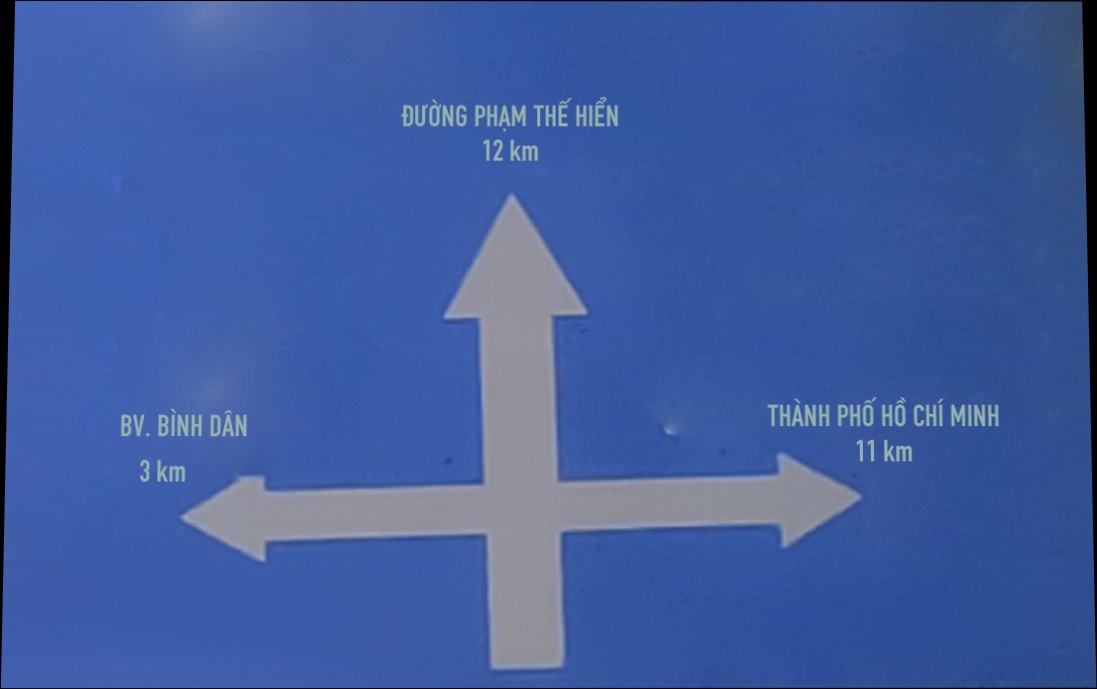 ĐƯỜNG PHẠM THẾ HIỂN
12 km
BV. BÌNH DÂN
3 km
THÀNH PHỐ HỒ CHÍ MINH
11 km